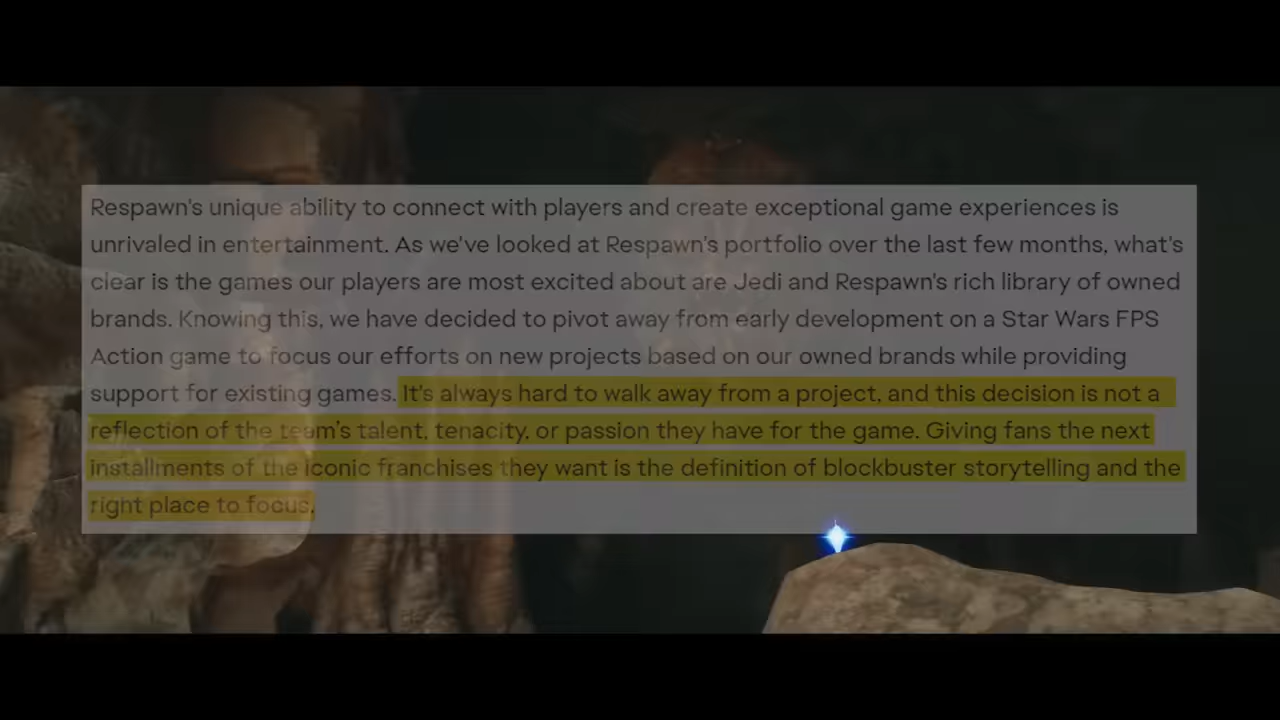 Respawn's unique ability to connect with players and create exceptional game experiences is
unrivaled in entertainment. As we've looked at Respawn's portfolio over the last few months, what's
clear is the games our players are most excited about are Jedi and Respawn's rich library of owned
brands. Knowing this, we have decided to pivot away from early development on a Star Wars FPS
Action game to focus our efforts on new projects based on our owned brands while providing
support for existing games. It's always hard to walk away from a project, and this decision is not a
reflection of the team's talent, tenacity, or passion they have for the game. Giving fans the next
installments of the iconic franchises they want is the definition of blockbuster storytelling and the
right place to focus.